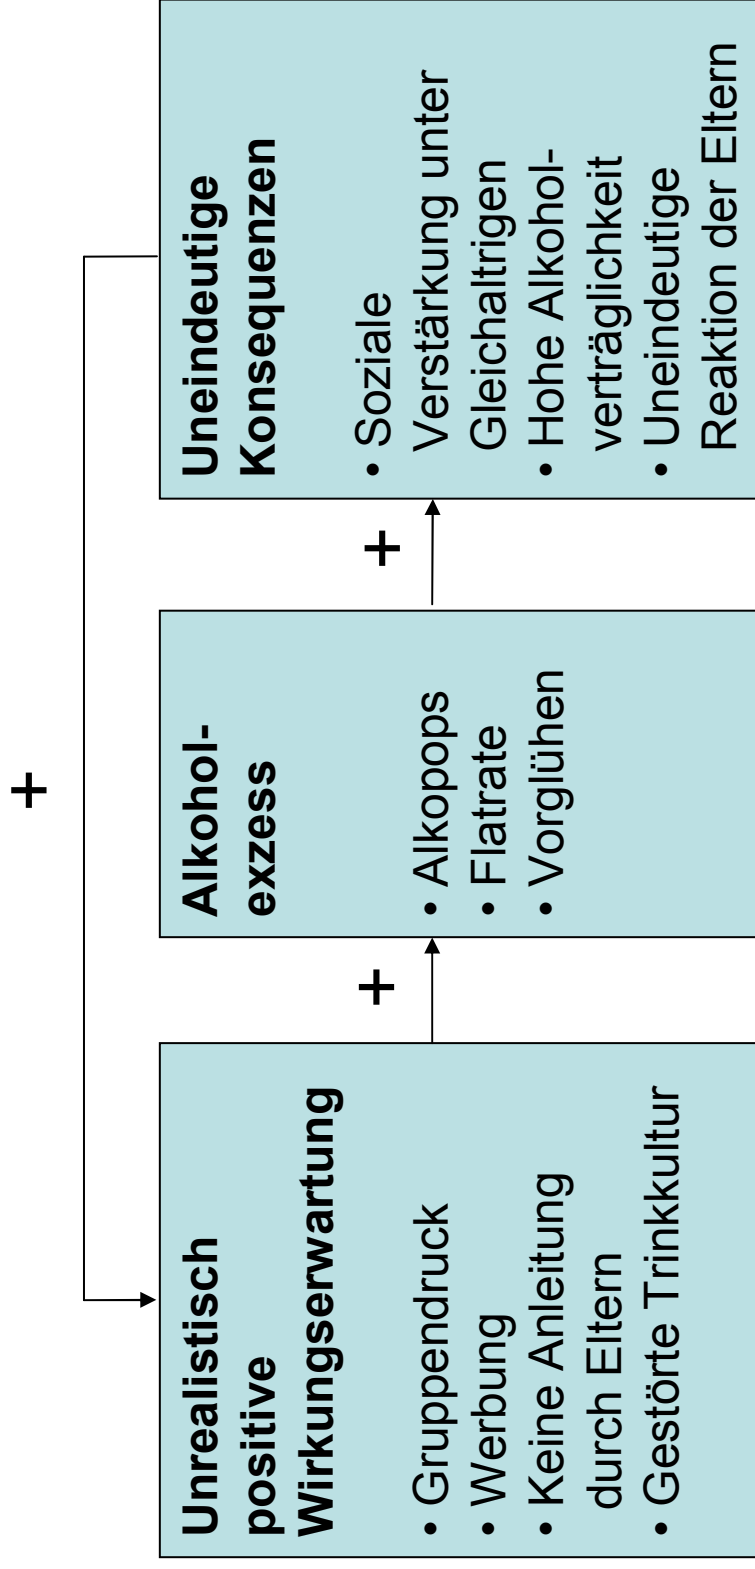 +
Unrealistisch
positive
Wirkungserwartung
• Gruppendruck
• Werbung
• Keine Anleitung
durch Eltern
• Gestörte Trinkkultur
+
Alkohol-
exzess
• Alkopops
• Flatrate
• Vorglühen
+
Uneindeutige
Konsequenzen
• Soziale
Verstärkung unter
Gleichaltrigen
• Hohe Alkohol-
verträglichkeit
• Uneindeutige
Reaktion der Eltern